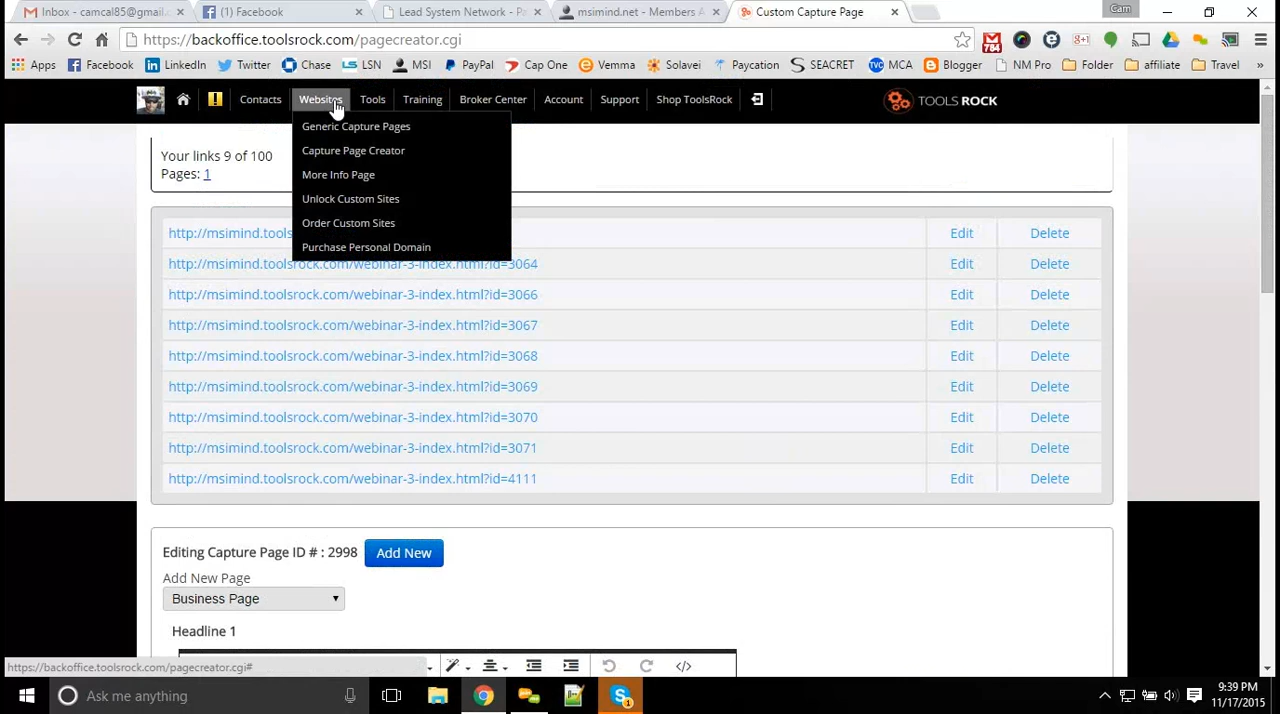 Inbox - camcal85@gmail. × (1) Facebook × Lead System Network - Pa × msimind.net - Members A × Custom Capture Page × Cam
https://backoffice.toolsrock.com/pagecreator.cgi 784
Apps Facebook LinkedIn Twitter Chase LSN MSI PayPal Cap One Vemma Solavei Paycation SEACRET MCA Blogger NM Pro Folder affiliate Travel »
Contacts Websites Tools Training Broker Center Account Support Shop ToolsRock TOOLS ROCK
Generic Capture Pages
Capture Page Creator
More Info Page
Unlock Custom Sites
Order Custom Sites
Purchase Personal Domain
Your links 9 of 100
Pages: 1
http://msimind.tools Edit Delete
http://msimind.toolsrock.com/webinar-3-index.html?id=3064 Edit Delete
http://msimind.toolsrock.com/webinar-3-index.html?id=3066 Edit Delete
http://msimind.toolsrock.com/webinar-3-index.html?id=3067 Edit Delete
http://msimind.toolsrock.com/webinar-3-index.html?id=3068 Edit Delete
http://msimind.toolsrock.com/webinar-3-index.html?id=3069 Edit Delete
http://msimind.toolsrock.com/webinar-3-index.html?id=3070 Edit Delete
http://msimind.toolsrock.com/webinar-3-index.html?id=3071 Edit Delete
http://msimind.toolsrock.com/webinar-3-index.html?id=4111 Edit Delete
Editing Capture Page ID # : 2998 Add New
Add New Page
Business Page
Headline 1
https://backoffice.toolsrock.com/pagecreator.cgi#
Ask me anything
9:39 PM
11/17/2015